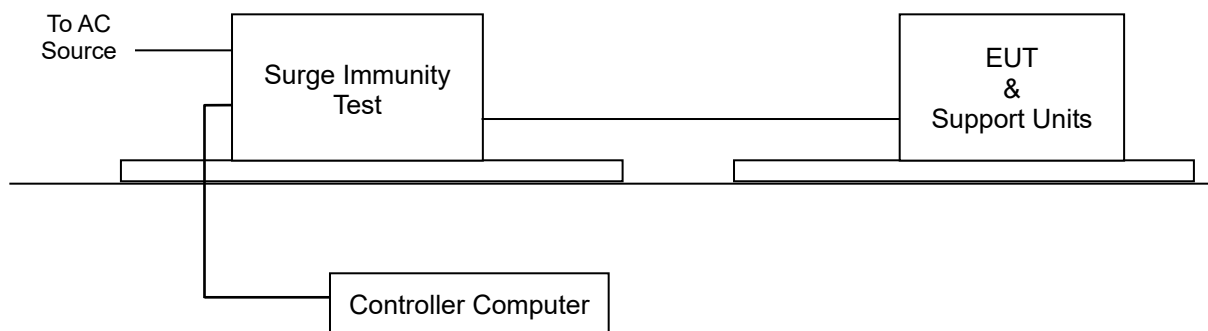 To AC
Source
Surge Immunity
Test
EUT
&
Support Units
Controller Computer